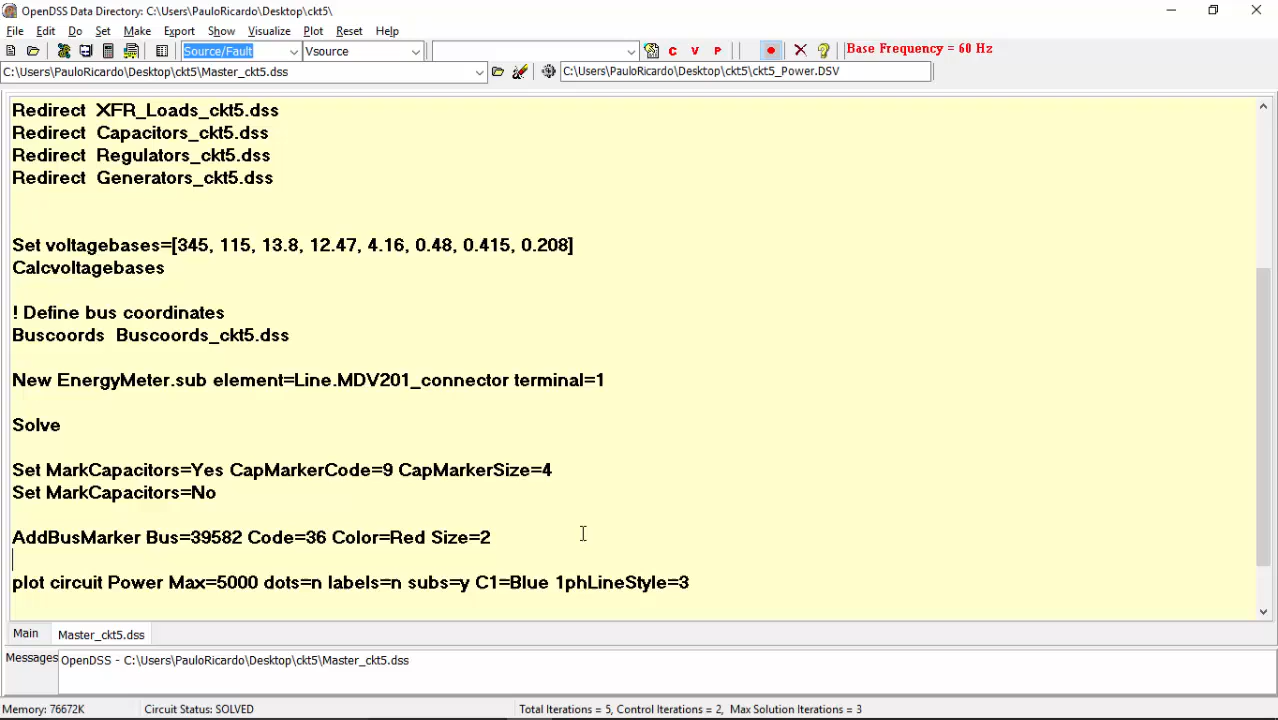 OpenDSS Data Directory: C:\Users\PauloRicardo\Desktop\ckt5\
File Edit Do Set Make Export Show Visualize Plot Reset Help
Source/Fault Vsource C V P Base Frequency = 60 Hz
C:\Users\PauloRicardo\Desktop\ckt5\Master_ckt5.dss C:\Users\PauloRicardo\Desktop\ckt5\ckt5_Power.DSV
Redirect XFR_Loads_ckt5.dss
Redirect Capacitors_ckt5.dss
Redirect Regulators_ckt5.dss
Redirect Generators_ckt5.dss
Set voltagebases=[345, 115, 13.8, 12.47, 4.16, 0.48, 0.415, 0.208]
Calcvoltagebases
! Define bus coordinates
Buscoords Buscoords_ckt5.dss
New EnergyMeter.sub element=Line.MDV201_connector terminal=1
Solve
Set MarkCapacitors=Yes CapMarkerCode=9 CapMarkerSize=4
Set MarkCapacitors=No
AddBusMarker Bus=39582 Code=36 Color=Red Size=2
plot circuit Power Max=5000 dots=n labels=n subs=y C1=Blue 1phLineStyle=3
Main Master_ckt5.dss
Messages OpenDSS - C:\Users\PauloRicardo\Desktop\ckt5\Master_ckt5.dss
Memory: 76672K Circuit Status: SOLVED Total Iterations = 5, Control Iterations = 2, Max Solution Iterations = 3